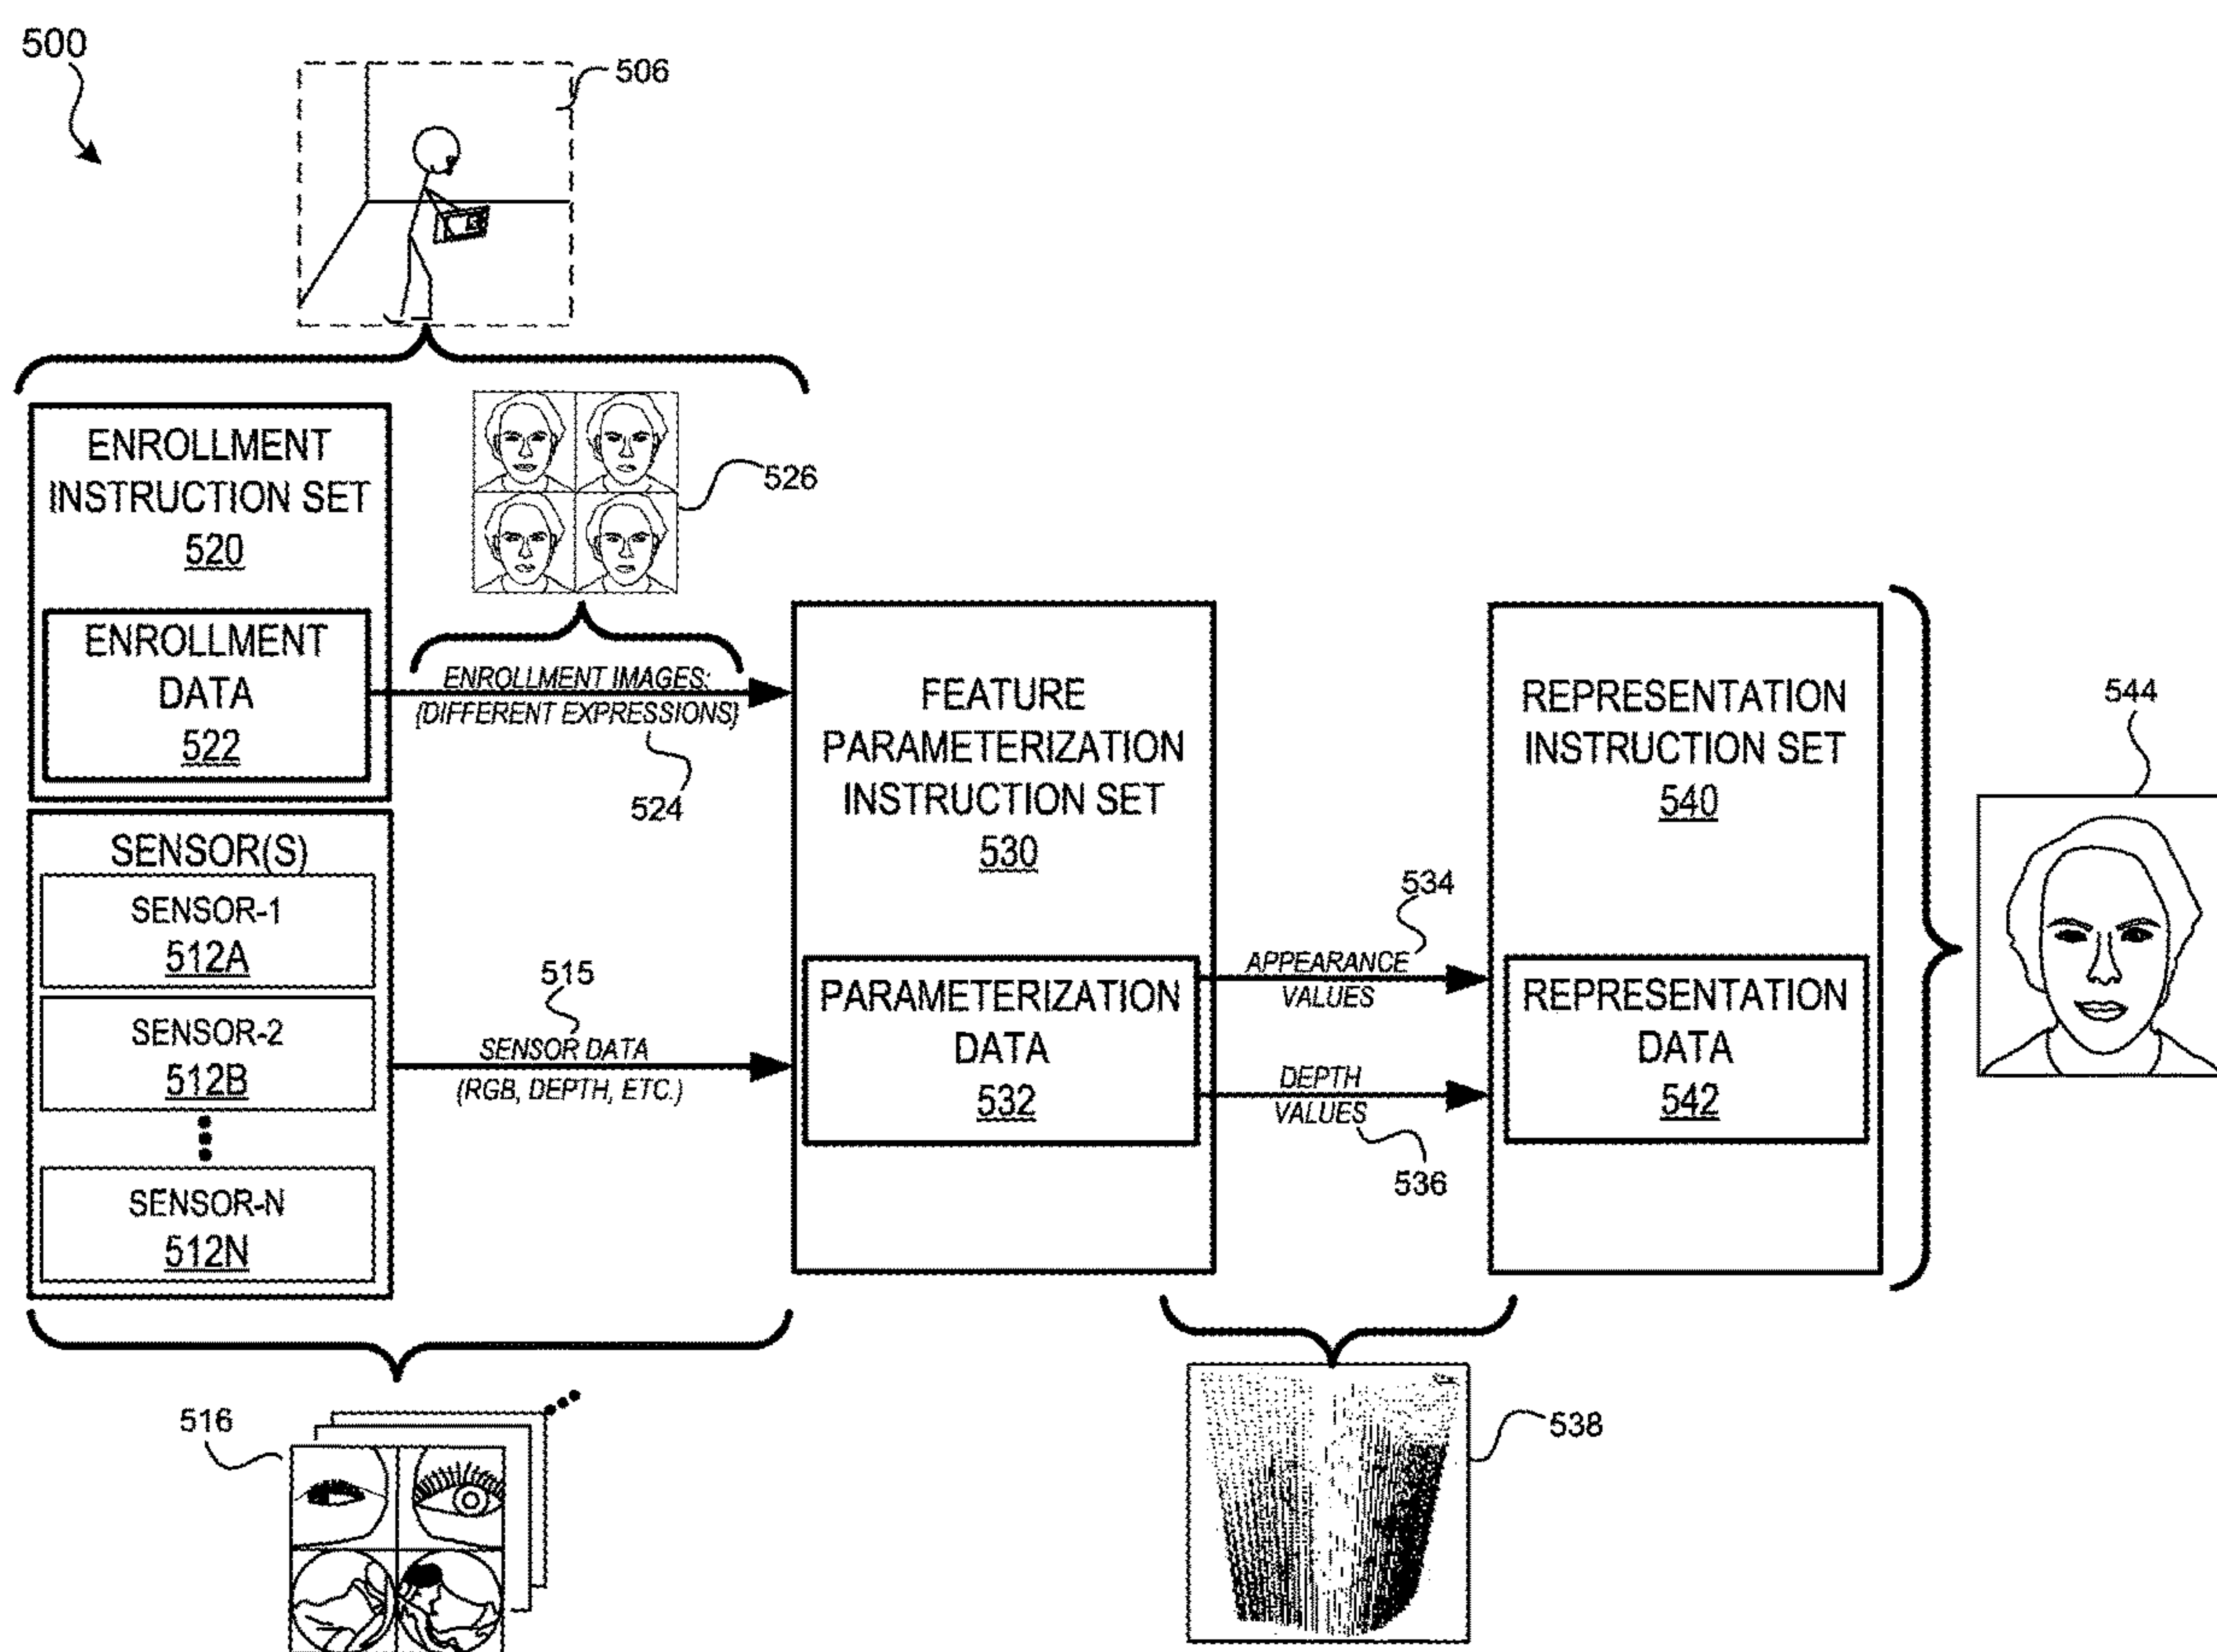 500
506
ENROLLMENT
INSTRUCTION SET
520
ENROLLMENT
DATA
522
526
ENROLLMENT IMAGES:
(DIFFERENT EXPRESSIONS)
524
SENSOR(S)
SENSOR-1
512A
SENSOR-2
512B
SENSOR-N
512N
515
SENSOR DATA
(RGB, DEPTH, ETC.)
516
FEATURE
PARAMETERIZATION
INSTRUCTION SET
530
PARAMETERIZATION
DATA
532
534
APPEARANCE
VALUES
DEPTH
VALUES
536
538
REPRESENTATION
INSTRUCTION SET
540
REPRESENTATION
DATA
542
544